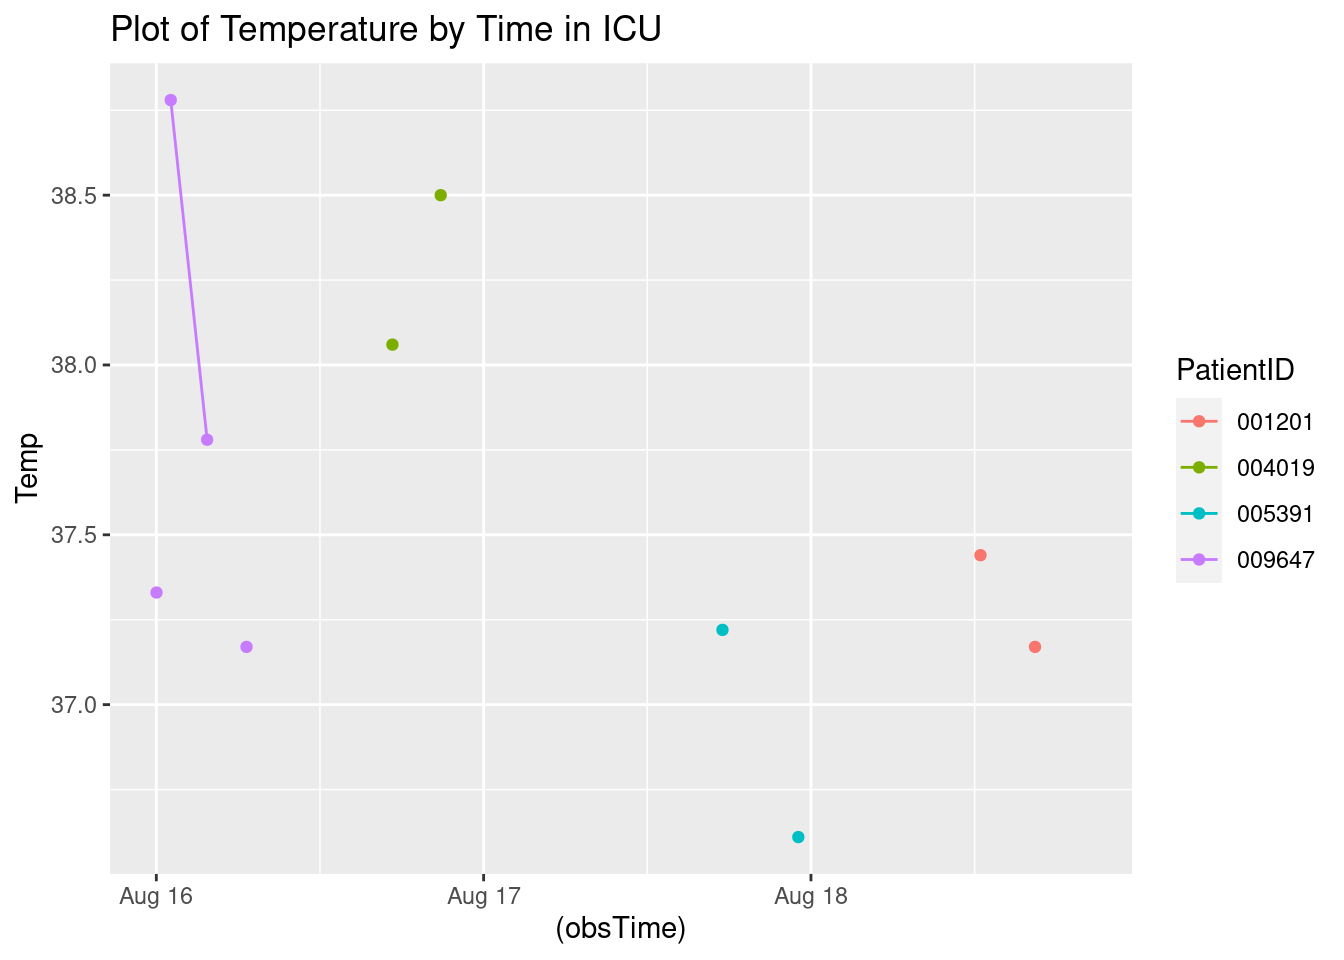 Plot of Temperature by Time in ICU
38.5
38.0
37.5
37.0
Temp
Aug 16
Aug 17
Aug 18
(obsTime)
PatientID
001201
004019
005391
009647